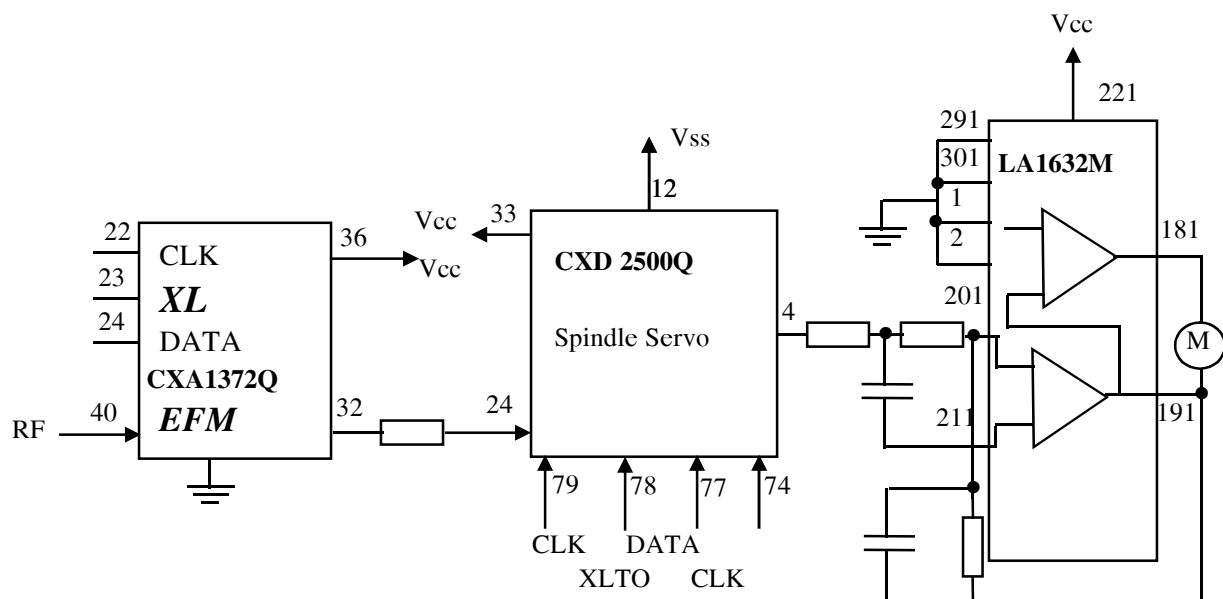 Vcc
221
291
301
1
2
LA1632M
181
201
M
191
211
Vss
12
33
Vcc
CXD 2500Q
Spindle Servo
4
24
79
78
77
74
CLK
DATA
XLTO
CLK
22
CLK
36
Vcc
23
XL
24
DATA
CXA1372Q
RF
40
EFM
32